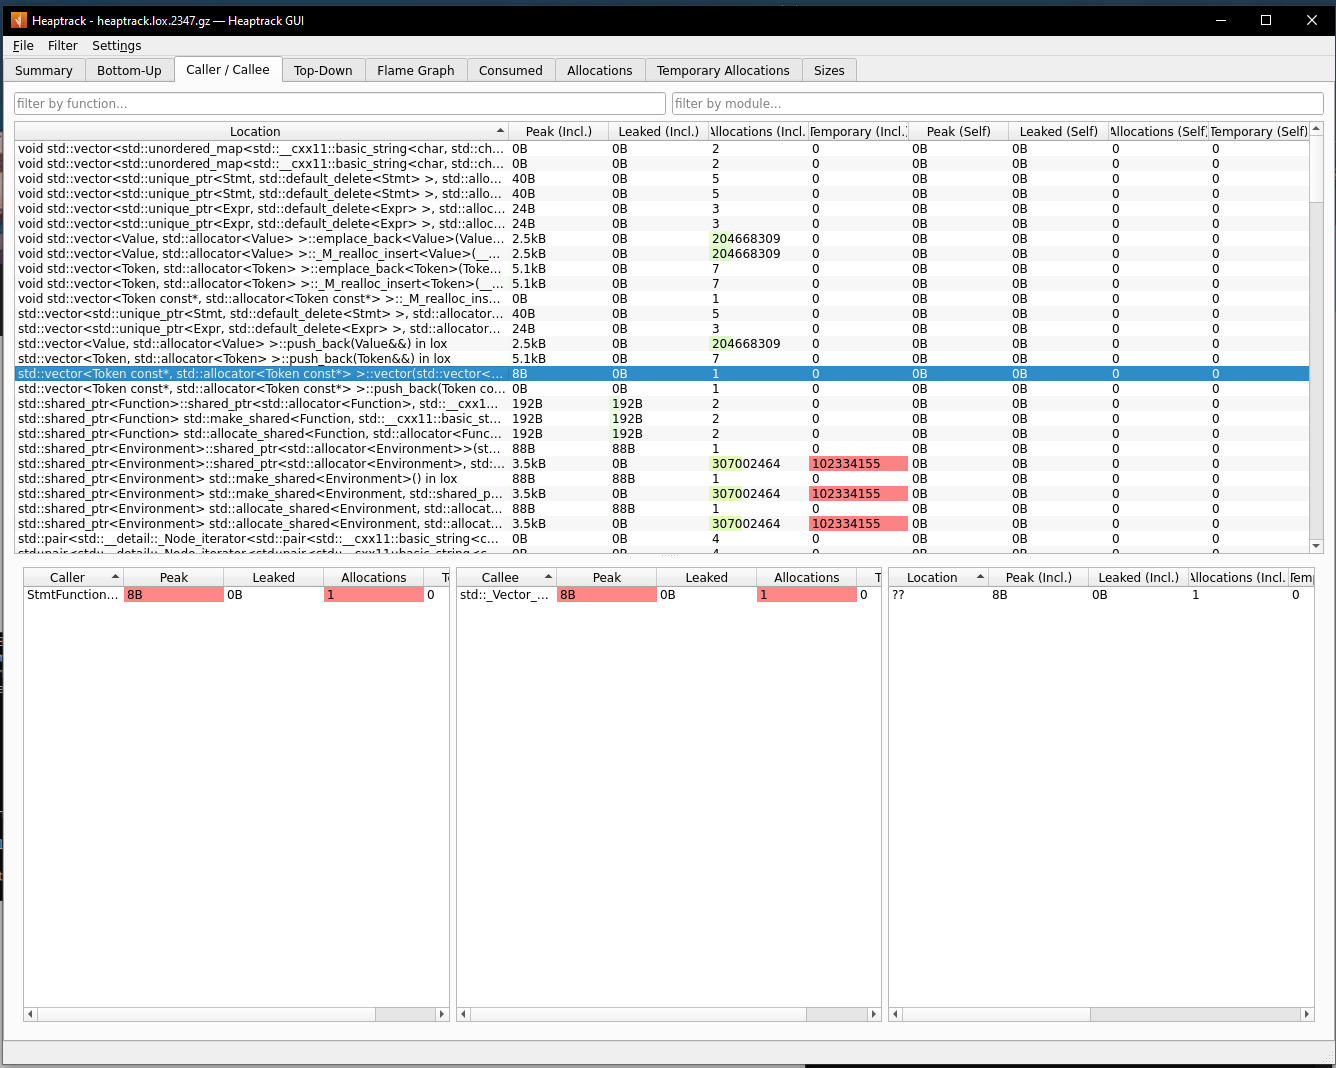 Heaptrack - heaptrack.lox.2347.gz — Heaptrack GUI
File Filter Settings
Summary Bottom-Up Caller / Callee Top-Down Flame Graph Consumed Allocations Temporary Allocations Sizes
filter by function... filter by module...
Location Peak (Incl.) Leaked (Incl.) Allocations (Incl. Temporary (Incl. Peak (Self) Leaked (Self) Allocations (Self) Temporary (Self)
void std::vector<std::unordered_map<std::__cxx11::basic_string<char, std::ch... 0B 0B 2 0 0B 0B 0 0
void std::vector<std::unordered_map<std::__cxx11::basic_string<char, std::ch... 0B 0B 2 0 0B 0B 0 0
void std::vector<std::unique_ptr<Stmt, std::default_delete<Stmt> >, std::allo... 40B 0B 5 0 0B 0B 0 0
void std::vector<std::unique_ptr<Stmt, std::default_delete<Stmt> >, std::allo... 40B 0B 5 0 0B 0B 0 0
void std::vector<std::unique_ptr<Expr, std::default_delete<Expr> >, std::alloc... 24B 0B 3 0 0B 0B 0 0
void std::vector<std::unique_ptr<Expr, std::default_delete<Expr> >, std::alloc... 24B 0B 3 0 0B 0B 0 0
void std::vector<Value, std::allocator<Value> >::emplace_back<Value>(Value... 2.5kB 0B 204668309 0 0B 0B 0 0
void std::vector<Value, std::allocator<Value> >::_M_realloc_insert<Value>(__... 2.5kB 0B 204668309 0 0B 0B 0 0
void std::vector<Token, std::allocator<Token> >::emplace_back<Token>(Toke... 5.1kB 0B 7 0 0B 0B 0 0
void std::vector<Token, std::allocator<Token> >::_M_realloc_insert<Token>(__... 5.1kB 0B 7 0 0B 0B 0 0
void std::vector<Token const*, std::allocator<Token const*> >::_M_realloc_ins... 0B 0B 1 0 0B 0B 0 0
std::vector<std::unique_ptr<Stmt, std::default_delete<Stmt> >, std::allocator... 40B 0B 5 0 0B 0B 0 0
std::vector<std::unique_ptr<Expr, std::default_delete<Expr> >, std::allocator... 24B 0B 3 0 0B 0B 0 0
std::vector<Value, std::allocator<Value> >::push_back(Value&&) in lox 2.5kB 0B 204668309 0 0B 0B 0 0
std::vector<Token, std::allocator<Token> >::push_back(Token&&) in lox 5.1kB 0B 7 0 0B 0B 0 0
std::vector<Token const*, std::allocator<Token const*> >::vector(std::vector<... 8B 0B 1 0 0B 0B 0 0
std::vector<Token const*, std::allocator<Token const*> >::push_back(Token co... 0B 0B 1 0 0B 0B 0 0
std::shared_ptr<Function>::shared_ptr<std::allocator<Function>, std::__cxx1... 192B 192B 2 0 0B 0B 0 0
std::shared_ptr<Function> std::make_shared<Function, std::__cxx11::basic_st... 192B 192B 2 0 0B 0B 0 0
std::shared_ptr<Function> std::allocate_shared<Function, std::allocator<Func... 192B 192B 2 0 0B 0B 0 0
std::shared_ptr<Environment>::shared_ptr<std::allocator<Environment>>(st... 88B 88B 1 0 0B 0B 0 0
std::shared_ptr<Environment>::shared_ptr<std::allocator<Environment>, std:... 3.5kB 0B 307002464 102334155 0B 0B 0 0
std::shared_ptr<Environment> std::make_shared<Environment>() in lox 88B 88B 1 0 0B 0B 0 0
std::shared_ptr<Environment> std::make_shared<Environment, std::shared_p... 3.5kB 0B 307002464 102334155 0B 0B 0 0
std::shared_ptr<Environment> std::allocate_shared<Environment, std::allocat... 88B 88B 1 0 0B 0B 0 0
std::shared_ptr<Environment> std::allocate_shared<Environment, std::allocat... 3.5kB 0B 307002464 102334155 0B 0B 0 0
std::pair<std::__detail::_Node_iterator<std::pair<std::__cxx11::basic_string<c... 0B 0B 4 0 0B 0B 0 0
std::pair<std::__detail::_Node_iterator<std::pair<std::__cxx11::basic_string<c... 0B 0B 4 0 0B 0B 0 0
Caller Peak Leaked Allocations Callee Peak Leaked Allocations Location Peak (Incl.) Leaked (Incl.) Allocations (Incl.
StmtFunction... 8B 0B 1 0 std::_Vector_... 8B 0B 1 0 ?? 8B 0B 1 0